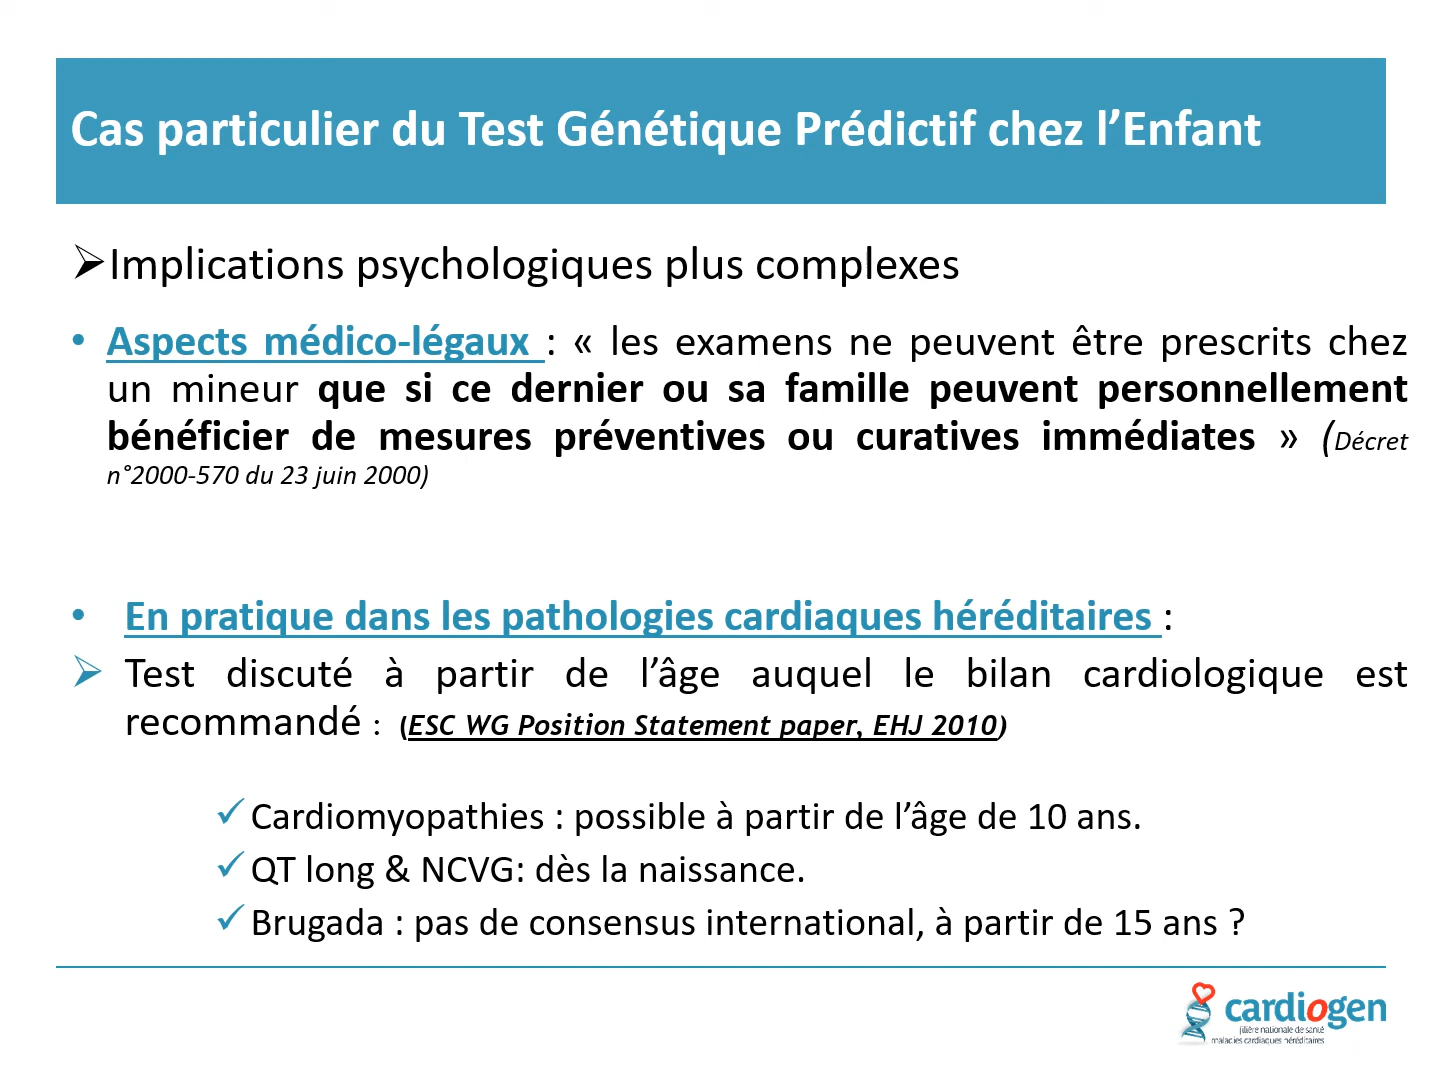 Cas particulier du Test Génétique Prédictif chez l’Enfant
➢Implications psychologiques plus complexes
• Aspects médico-légaux : « les examens ne peuvent être prescrits chez
un mineur que si ce dernier ou sa famille peuvent personnellement
bénéficier de mesures préventives ou curatives immédiates » (Décret
n°2000-570 du 23 juin 2000)
• En pratique dans les pathologies cardiaques héréditaires :
➢ Test discuté à partir de l’âge auquel le bilan cardiologique est
recommandé : (ESC WG Position Statement paper, EHJ 2010)
✓ Cardiomyopathies : possible à partir de l’âge de 10 ans.
✓ QT long & NCVG: dès la naissance.
✓ Brugada : pas de consensus international, à partir de 15 ans ?
cardiogen
filière nationale de santé
maladies cardiaques héréditaires